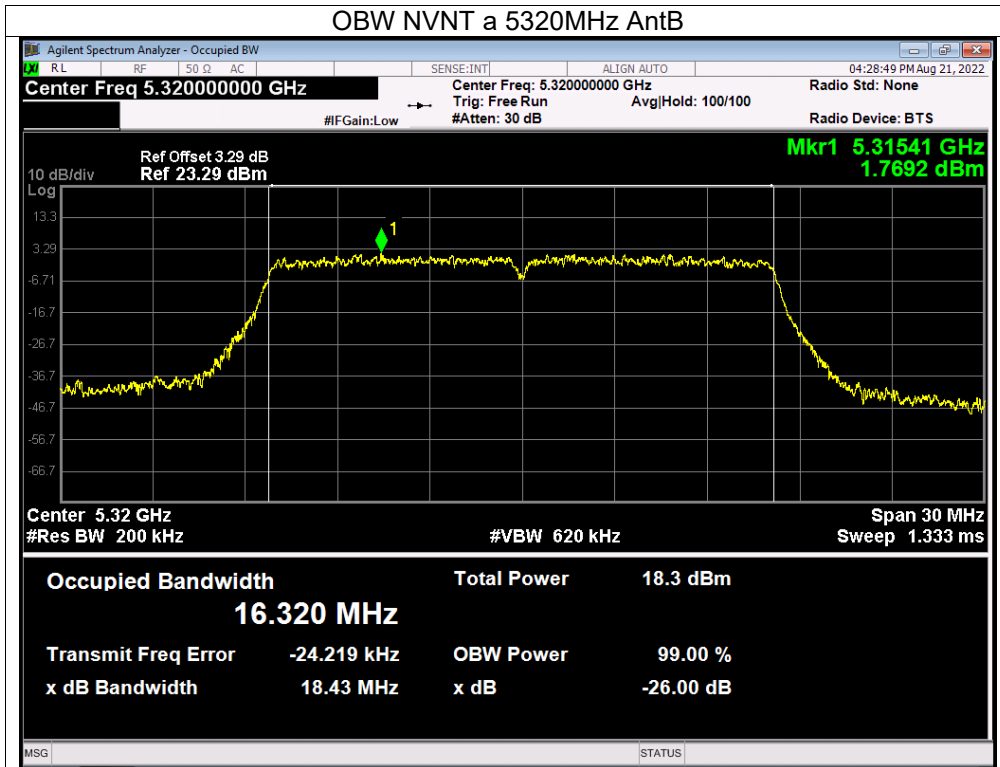 OBW NVNT a 5320MHz AntB
Agilent Spectrum Analyzer - Occupied BW
LXI RL RF 50 Ω AC SENSE:INT ALIGN AUTO 04:28:49 PM Aug 21, 2022
Center Freq 5.320000000 GHz
Center Freq: 5.320000000 GHz Radio Std: None
Trig: Free Run Avg|Hold: 100/100
#IFGain:Low #Atten: 30 dB Radio Device: BTS
Mkr1 5.31541 GHz
1.7692 dBm
Ref Offset 3.29 dB
10 dB/div Ref 23.29 dBm
Log
13.3
1
3.29
-6.71
-16.7
-26.7
-36.7
-46.7
-56.7
-66.7
Center 5.32 GHz Span 30 MHz
#Res BW 200 kHz #VBW 620 kHz Sweep 1.333 ms
Occupied Bandwidth Total Power 18.3 dBm
16.320 MHz
Transmit Freq Error -24.219 kHz OBW Power 99.00 %
x dB Bandwidth 18.43 MHz x dB -26.00 dB
MSG STATUS